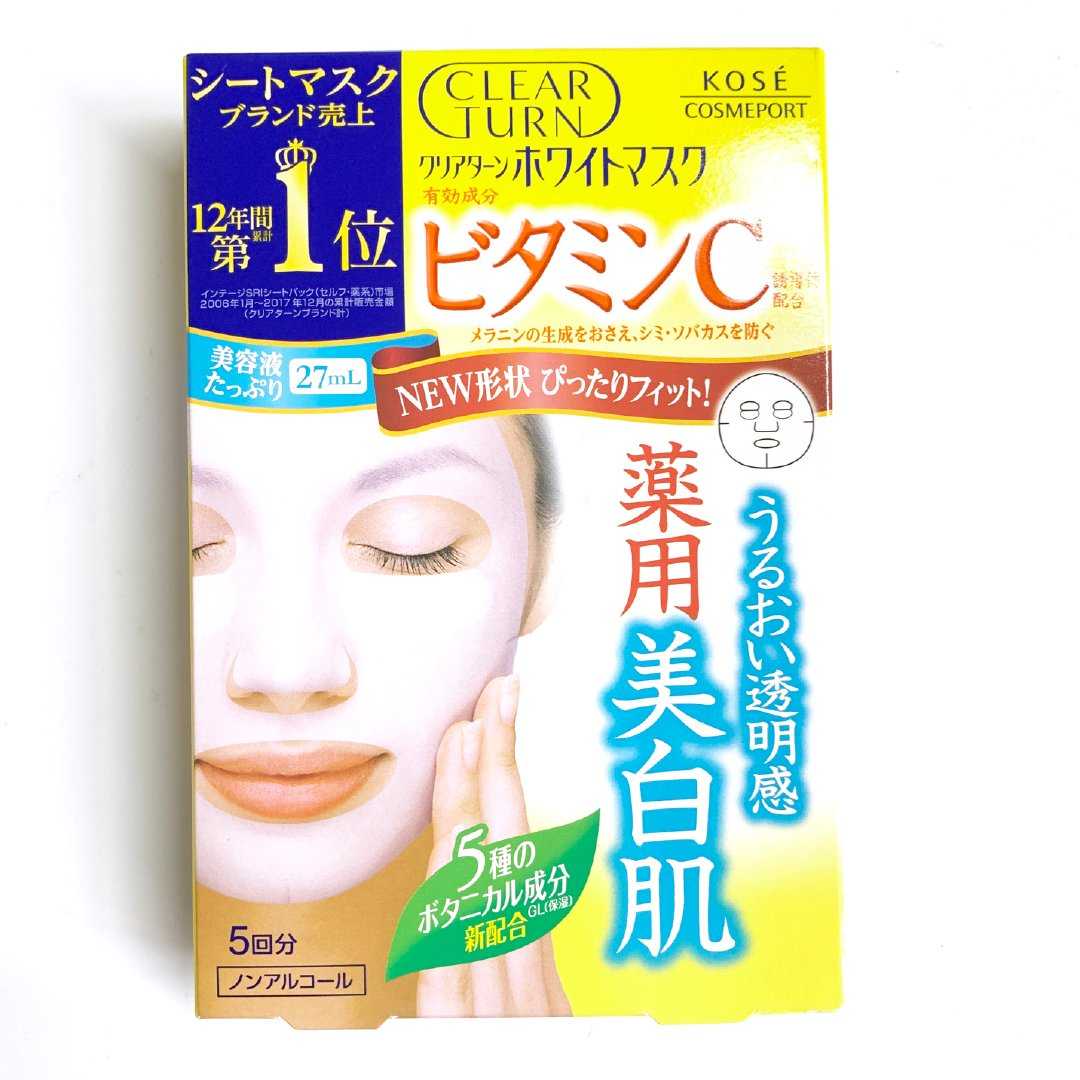 シートマスク
ブランド売上
12年間
累計
第1位
インテージSRIシートパック(セルフ・薬系)市場
2006年1月~2017年12月の累計販売金額
(クリアターンブランド計)
CLEAR
TURN
KOSÉ
COSMEPORT
クリアターンホワイトマスク
有効成分
ビタミンC
誘導体
配合
メラニンの生成をおさえ、シミ・ソバカスを防ぐ
美容液
たっぷり
27mL
NEW形状 ぴったりフィット!
薬用美白肌
うるおい透明感
5種の
ボタニカル成分
GL(保湿)
新配合
5回分
ノンアルコール